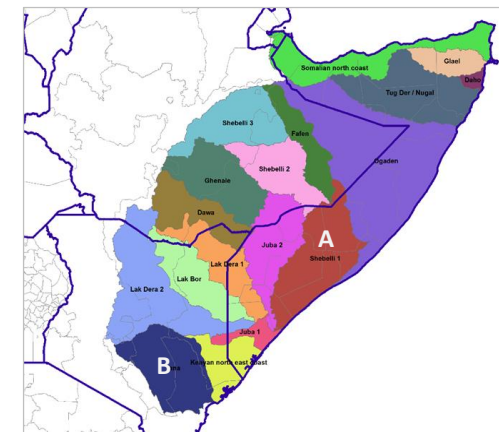 Somalian north coast
Glael
Daho
Tug Der / Nugal
Shebelli 3
Fafen
Ogaden
Shebelli 2
Ghenale
Dawa
A
Juba 2
Shebelli 1
Lak Dera 1
Lak Bor
Lak Dera 2
Juba 1
B
Kenyan north east coast